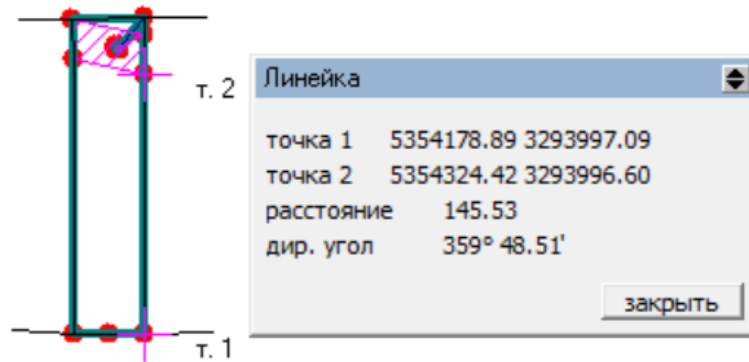 т. 2
т. 1
Линейка
точка 1 5354178.89 3293997.09
точка 2 5354324.42 3293996.60
расстояние 145.53
дир. угол 359° 48.51'
закрыть